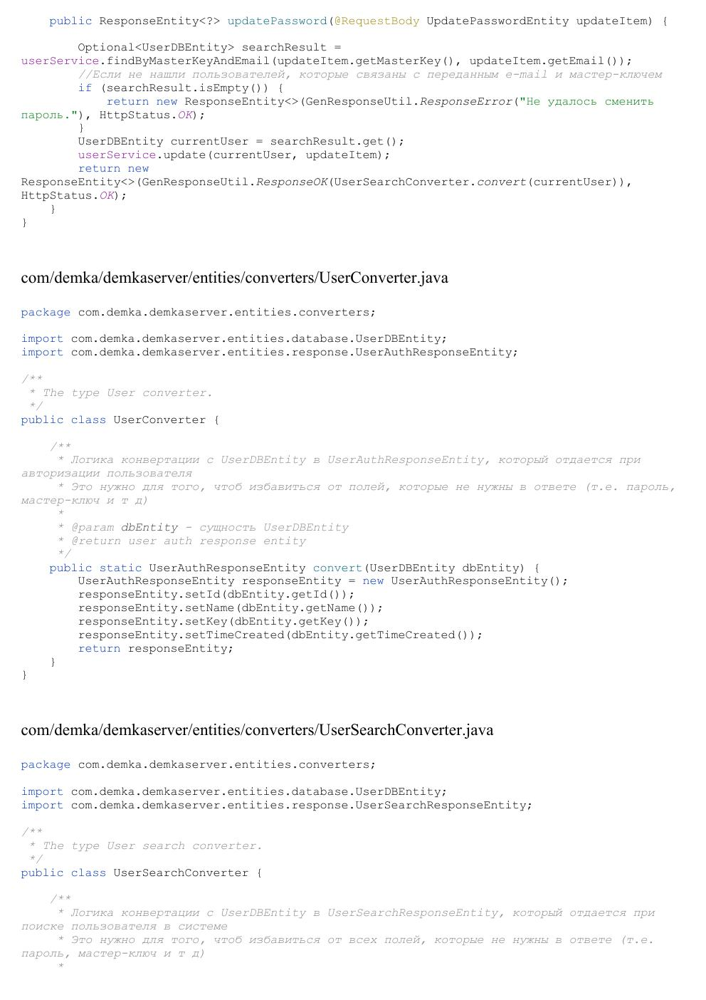 public ResponseEntity<?> updatePassword(@RequestBody UpdatePasswordEntity updateItem) {

        Optional<UserDBEntity> searchResult =
userService.findByMasterKeyAndEmail(updateItem.getMasterKey(), updateItem.getEmail());
        //Если не нашли пользователей, которые связаны с переданным e-mail и мастер-ключем
        if (searchResult.isEmpty()) {
            return new ResponseEntity<>(GenResponseUtil.ResponseError("Не удалось сменить
пароль."), HttpStatus.OK);
        }
        UserDBEntity currentUser = searchResult.get();
        userService.update(currentUser, updateItem);
        return new
ResponseEntity<>(GenResponseUtil.ResponseOK(UserSearchConverter.convert(currentUser)),
HttpStatus.OK);
    }
}

com/demka/demkaserver/entities/converters/UserConverter.java

package com.demka.demkaserver.entities.converters;

import com.demka.demkaserver.entities.database.UserDBEntity;
import com.demka.demkaserver.entities.response.UserAuthResponseEntity;

/**
 * The type User converter.
 */
public class UserConverter {

    /**
     * Логика конвертации с UserDBEntity в UserAuthResponseEntity, который отдается при
авторизации пользователя
     * Это нужно для того, чтоб избавиться от полей, которые не нужны в ответе (т.е. пароль,
мастер-ключ и т д)
     *
     * @param dbEntity - сущность UserDBEntity
     * @return user auth response entity
     */
    public static UserAuthResponseEntity convert(UserDBEntity dbEntity) {
        UserAuthResponseEntity responseEntity = new UserAuthResponseEntity();
        responseEntity.setId(dbEntity.getId());
        responseEntity.setName(dbEntity.getName());
        responseEntity.setKey(dbEntity.getKey());
        responseEntity.setTimeCreated(dbEntity.getTimeCreated());
        return responseEntity;
    }
}

com/demka/demkaserver/entities/converters/UserSearchConverter.java

package com.demka.demkaserver.entities.converters;

import com.demka.demkaserver.entities.database.UserDBEntity;
import com.demka.demkaserver.entities.response.UserSearchResponseEntity;

/**
 * The type User search converter.
 */
public class UserSearchConverter {

    /**
     * Логика конвертации с UserDBEntity в UserSearchResponseEntity, который отдается при
поиске пользователя в системе
     * Это нужно для того, чтоб избавиться от всех полей, которые не нужны в ответе (т.е.
пароль, мастер-ключ и т д)
     *